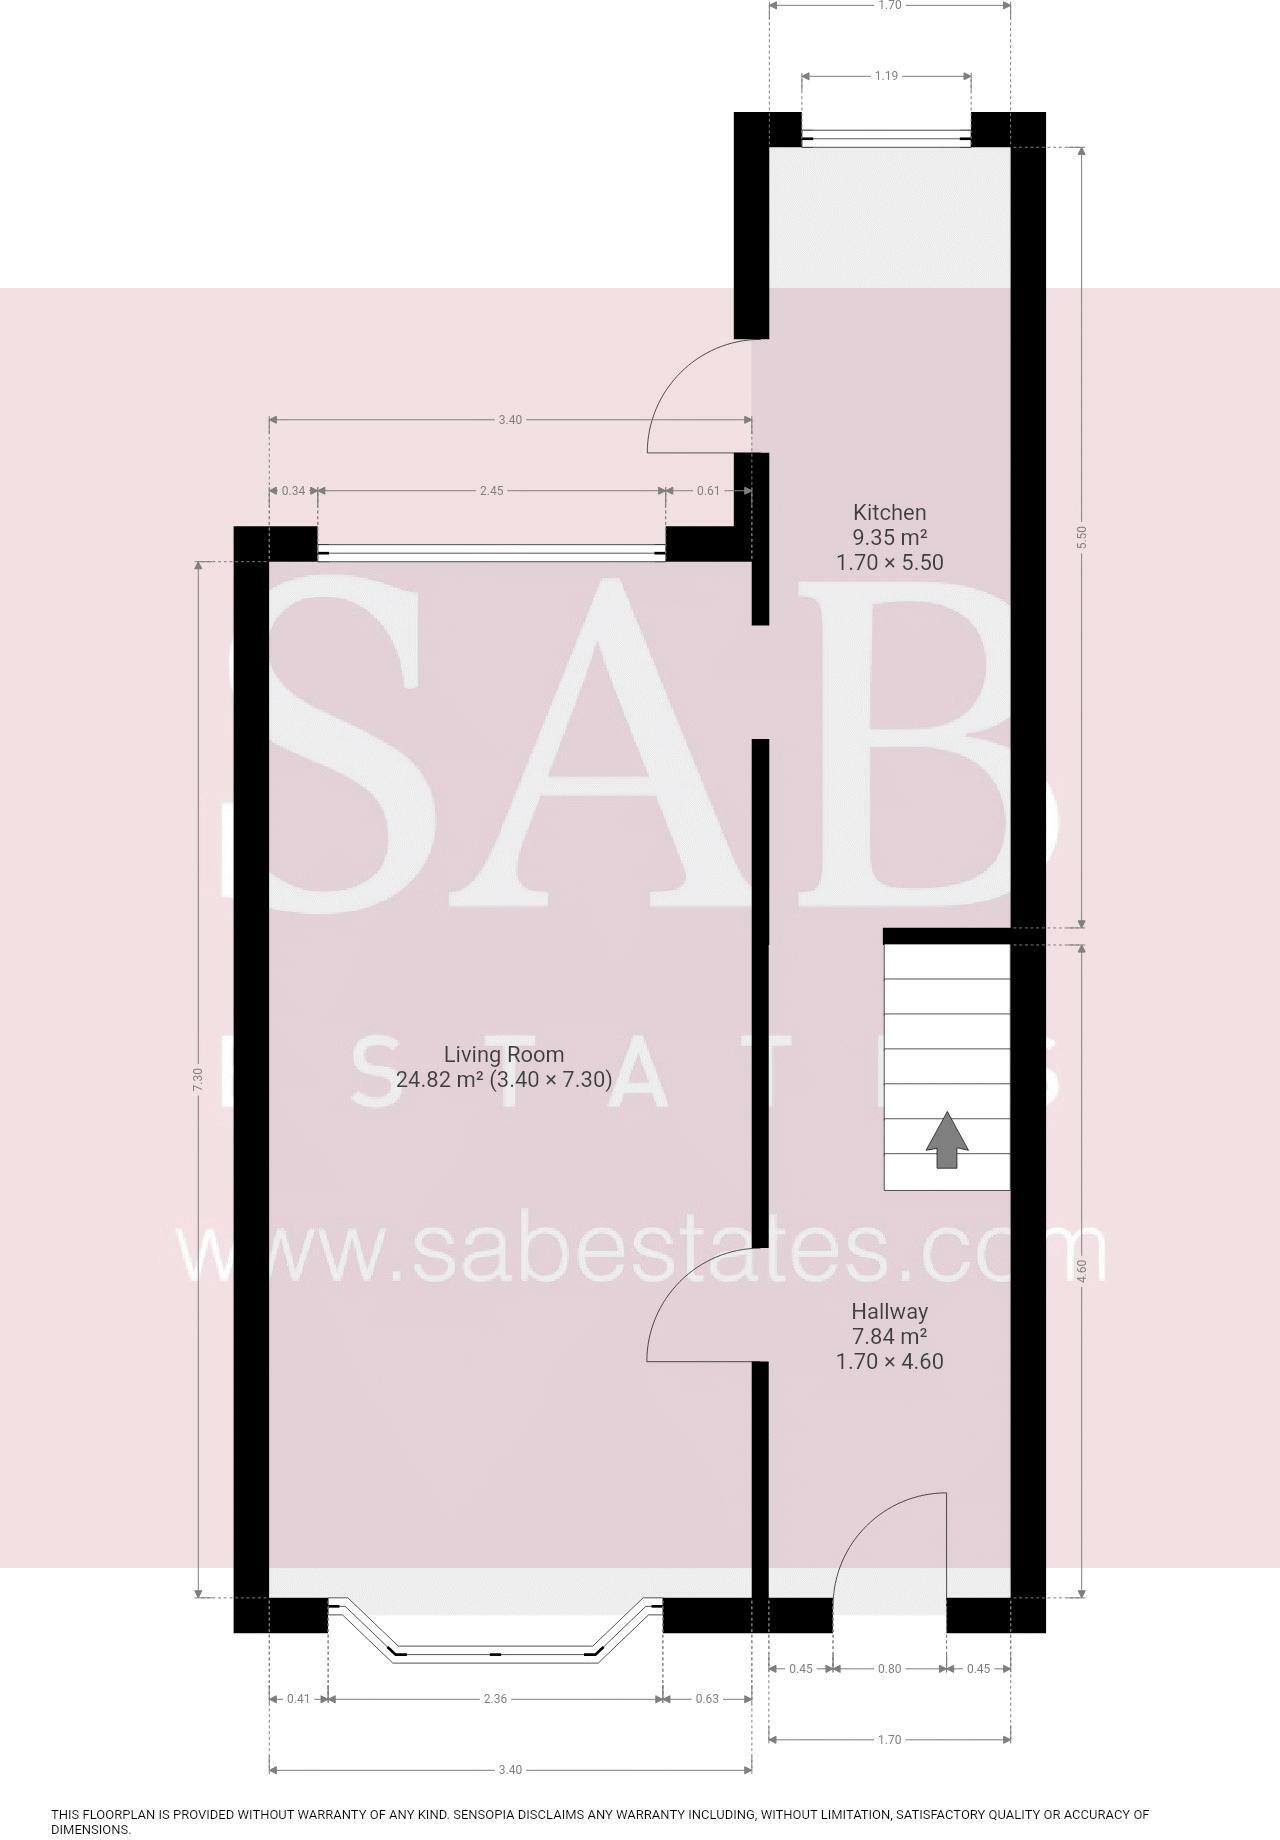 1.70
1.19
3.40
0.34
2.45
0.61
Kitchen
9.35 m²
1.70 × 5.50
5.50
SAB
ESTATES
Living Room
24.82 m² (3.40 × 7.30)
7.30
www.sabestates.com
4.60
Hallway
7.84 m²
1.70 × 4.60
0.45
0.80
0.45
0.41
2.36
0.63
1.70
3.40
THIS FLOORPLAN IS PROVIDED WITHOUT WARRANTY OF ANY KIND. SENSOPIA DISCLAIMS ANY WARRANTY INCLUDING, WITHOUT LIMITATION, SATISFACTORY QUALITY OR ACCURACY OF
DIMENSIONS.